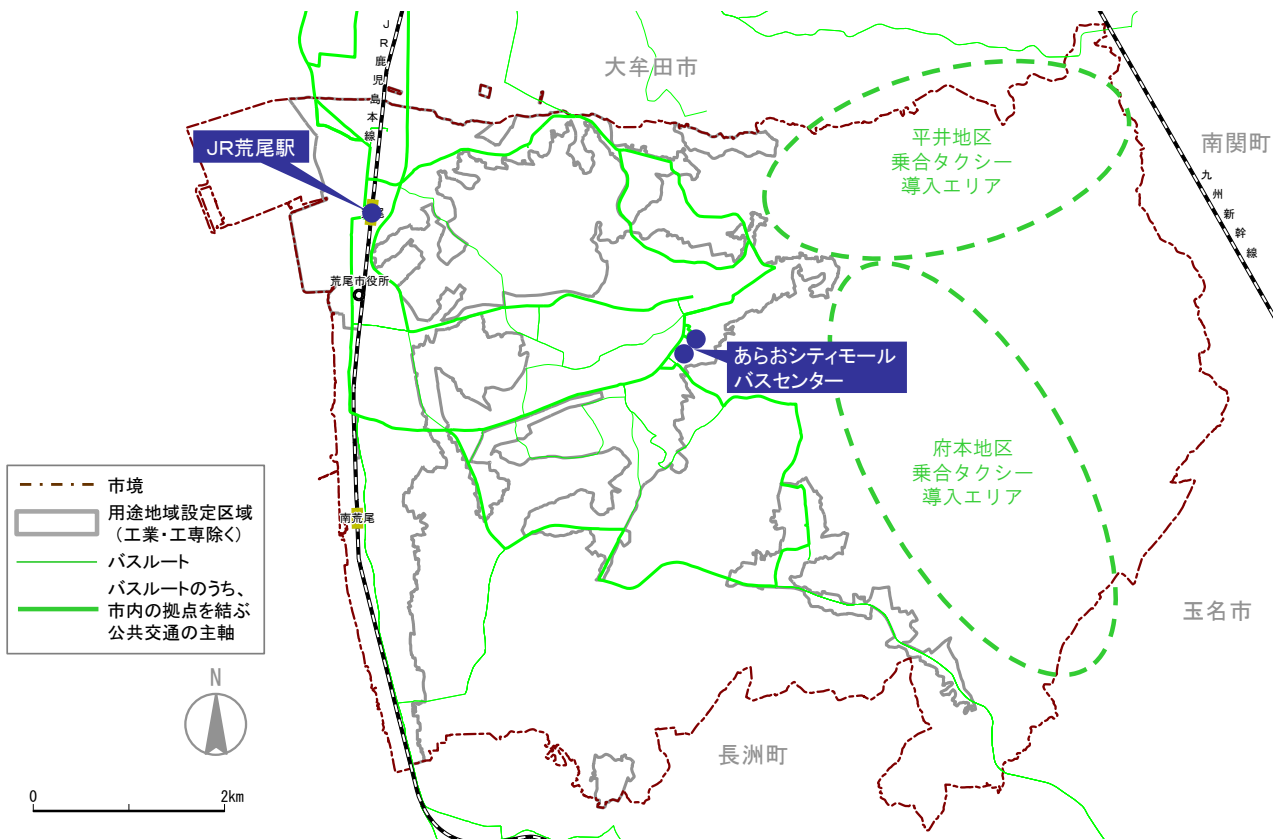 JR鹿児島本線
大牟田市
平井地区
乗合タクシー
導入エリア
南関町
九州新幹線
JR荒尾駅
荒尾市役所
あらおシティモール
バスセンター
府本地区
乗合タクシー
導入エリア
市境
用途地域設定区域
（工業・工専除く）
バスルート
バスルートのうち、
市内の拠点を結ぶ
公共交通の主軸
南荒尾
玉名市
N
長洲町
0
2km